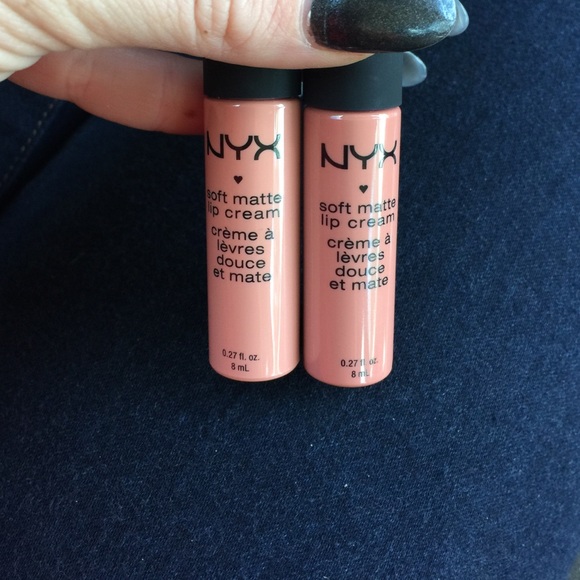 NYX
soft matte
lip cream
crème à
lèvres
douce
et mate
0.27 fl. oz.
8 mL
NYX
soft matte
lip cream
crème à
lèvres
douce
et mate
0.27 fl. oz.
8 mL